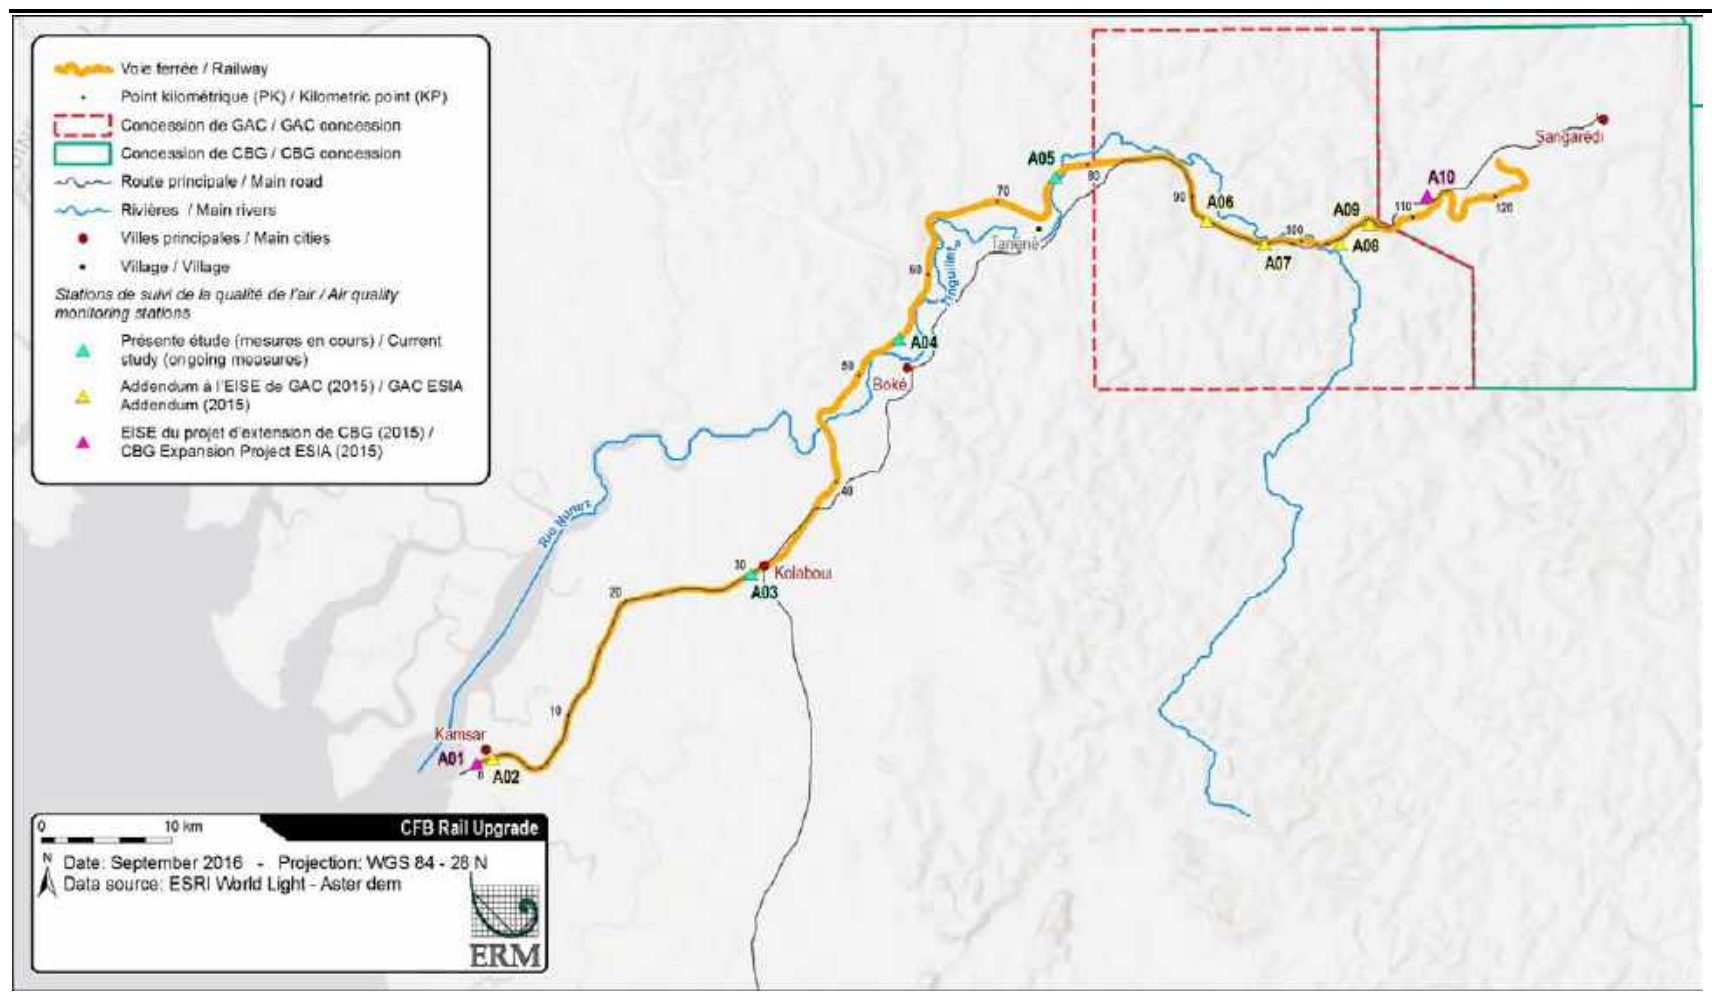 Voie ferrée / Railway
Point kilométrique (PK) / Kilometric point (KP)
Concession de GAC / GAC concession
Concession de CBG / CBG concession
Route principale / Main road
Rivières / Main rivers
Villes principales / Main cities
Village / Village
Stations de suivi de la qualité de l'air / Air quality
monitoring stations
Présente étude (mesures en cours) / Current
study (ongoing measures)
Addendum à l'EISE de GAC (2015) / GAC ESIA
Addendum (2015)
EISE du projet d'extension de CBG (2015) /
CBG Expansion Project ESIA (2015)
Sangarédi
A05
A10
80
70
90
A06
A09
110
120
Tanéné
100
A08
A07
60
A04
50
Boké
40
Rio Nunez
30
Kolaboui
20
A03
10
Kamsar
A01
A02
0 10 km
CFB Rail Upgrade
N
Date: September 2016 - Projection: WGS 84 - 28 N
Data source: ESRI World Light - Aster dem
ERM